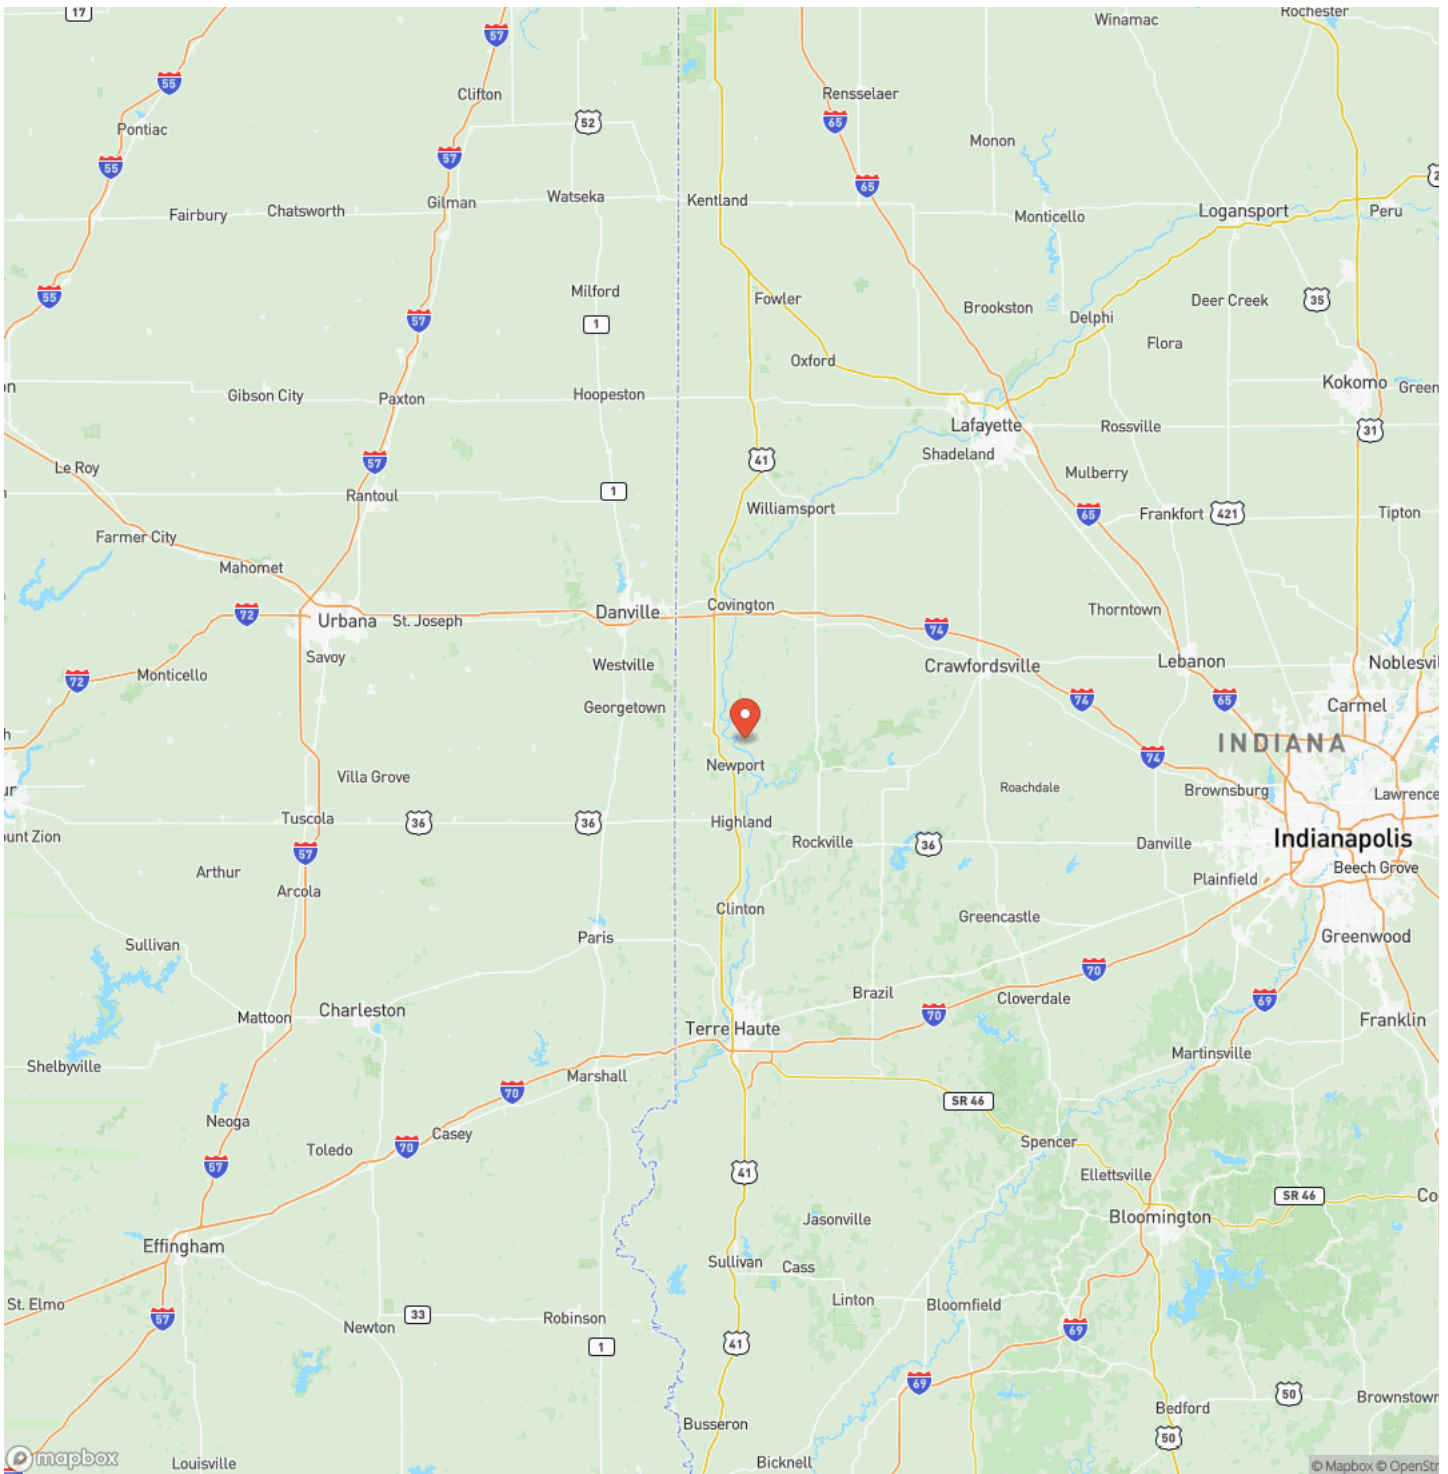 17
57
Winamac
Rochester
55
Clifton
Rensselaer
Pontiac
52
65
57
Monon
55
65
2
Watseka
Kentland
Gilman
Chatsworth
Fairbury
Monticello
Logansport
Peru
55
Milford
Fowler
Brookston
Deer Creek
35
57
1
Delphi
Flora
Oxford
on
Gibson City
Paxton
Hoopeston
Kokomo
Green
Lafayette
Rossville
31
Shadeland
57
41
Le Roy
Mulberry
Rantoul
1
Williamsport
65
Frankfort
421
Tipton
Farmer City
Mahomet
72
Urbana
St. Joseph
Danville
Covington
Thorntown
74
Savoy
Westville
Crawfordsville
Lebanon
Noblesvi
72
Monticello
Georgetown
74
65
Carmel
h
INDIANA
Newport
74
Villa Grove
Roachdale
Brownsburg
Lawrence
ur
Tuscola
36
36
Highland
ount Zion
Rockville
36
Danville
Indianapolis
57
Arthur
Beech Grove
Arcola
Plainfield
Clinton
Greencastle
Sullivan
Paris
Greenwood
70
Brazil
Cloverdale
69
Charleston
70
Mattoon
Terre Haute
Franklin
Shelbyville
Marshall
Martinsville
70
SR 46
Neoga
Casey
Toledo
70
Spencer
57
41
Ellettsville
SR 46
Co
Jasonville
Bloomington
Effingham
Sullivan
Cass
St. Elmo
Linton
Bloomfield
57
33
Robinson
Newton
69
1
41
69
50
Brownstown
Bedford
Busseron
50
mapbox
Louisville
Bicknell
© Mapbox © OpenStr